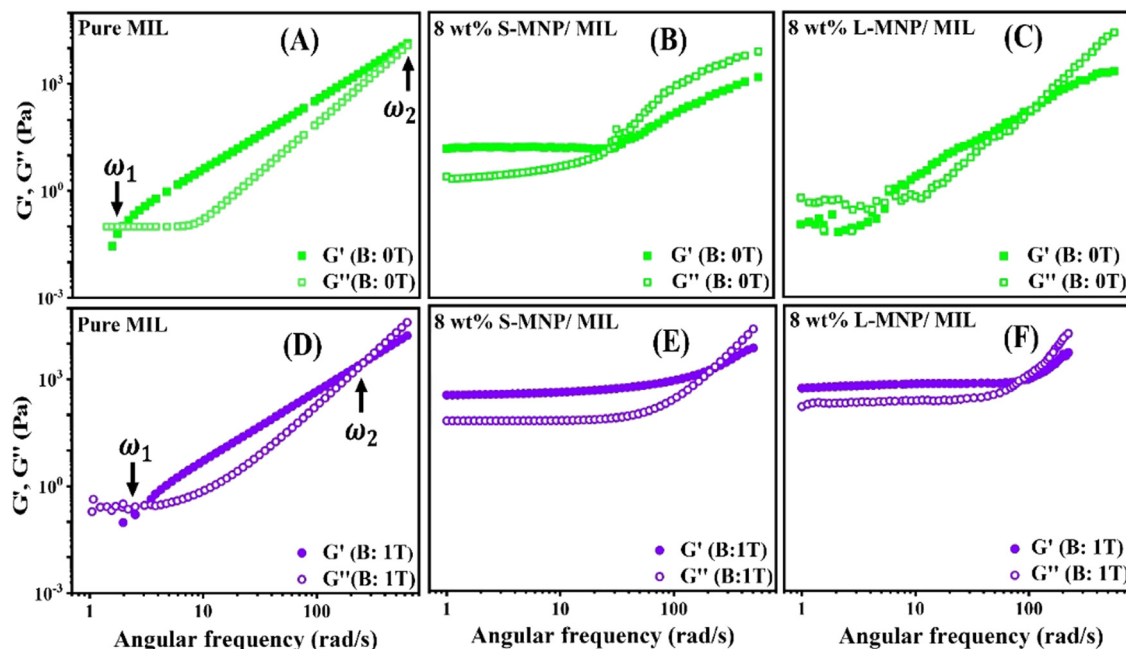 Pure MIL
(A)
ω1
ω2
G' (B: 0T)
G''(B: 0T)
8 wt% S-MNP/ MIL
(B)
G' (B: 0T)
G'' (B: 0T)
8 wt% L-MNP/ MIL
(C)
G' (B: 0T)
G'' (B: 0T)
G', G'' (Pa)
10³
10⁰
10⁻³
Pure MIL
(D)
ω1
ω2
G' (B: 1T)
G''(B: 1T)
8 wt% S-MNP/ MIL
(E)
G' (B:1T)
G'' (B:1T)
8 wt% L-MNP/ MIL
(F)
G' (B: 1T)
G'' (B: 1T)
G', G'' (Pa)
10³
10⁰
10⁻³
1 10 100
1 10 100
1 10 100
Angular frequency (rad/s)
Angular frequency (rad/s)
Angular frequency (rad/s)